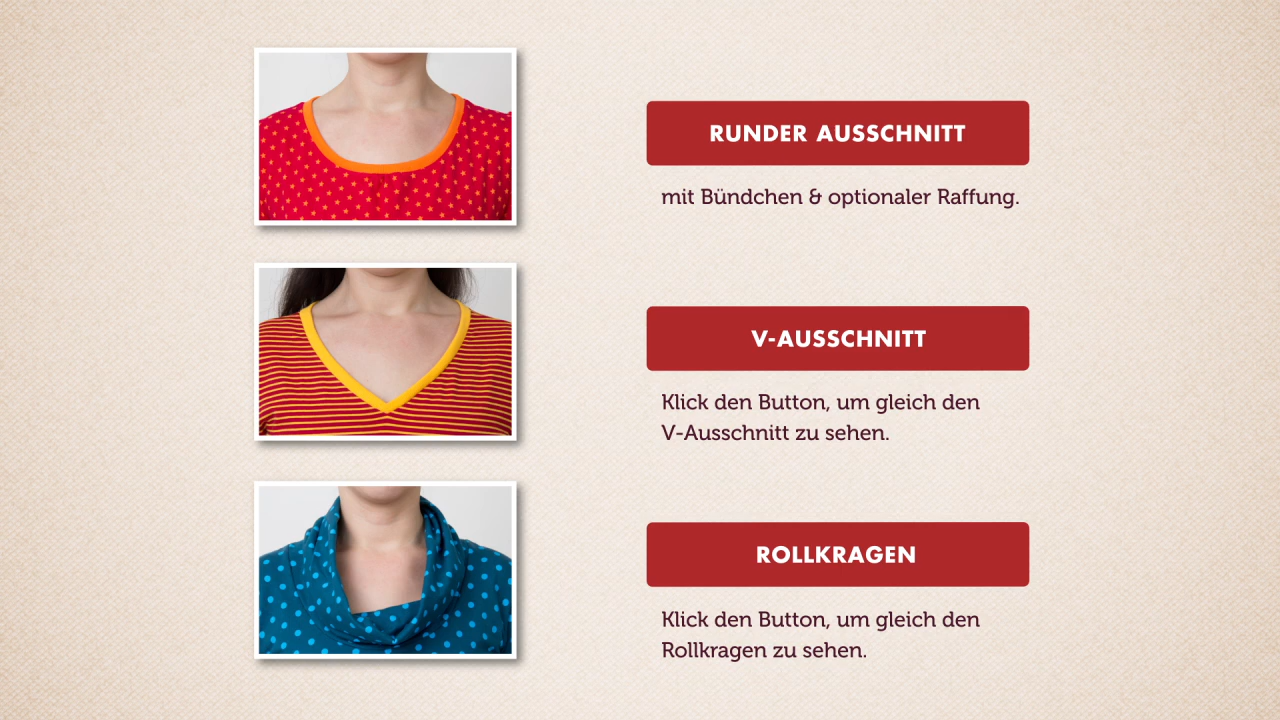 RUNDER AUSSCHNITT
mit Bündchen & optionaler Raffung.
V-AUSSCHNITT
Klick den Button, um gleich den
V-Ausschnitt zu sehen.
ROLLKRAGEN
Klick den Button, um gleich den
Rollkragen zu sehen.